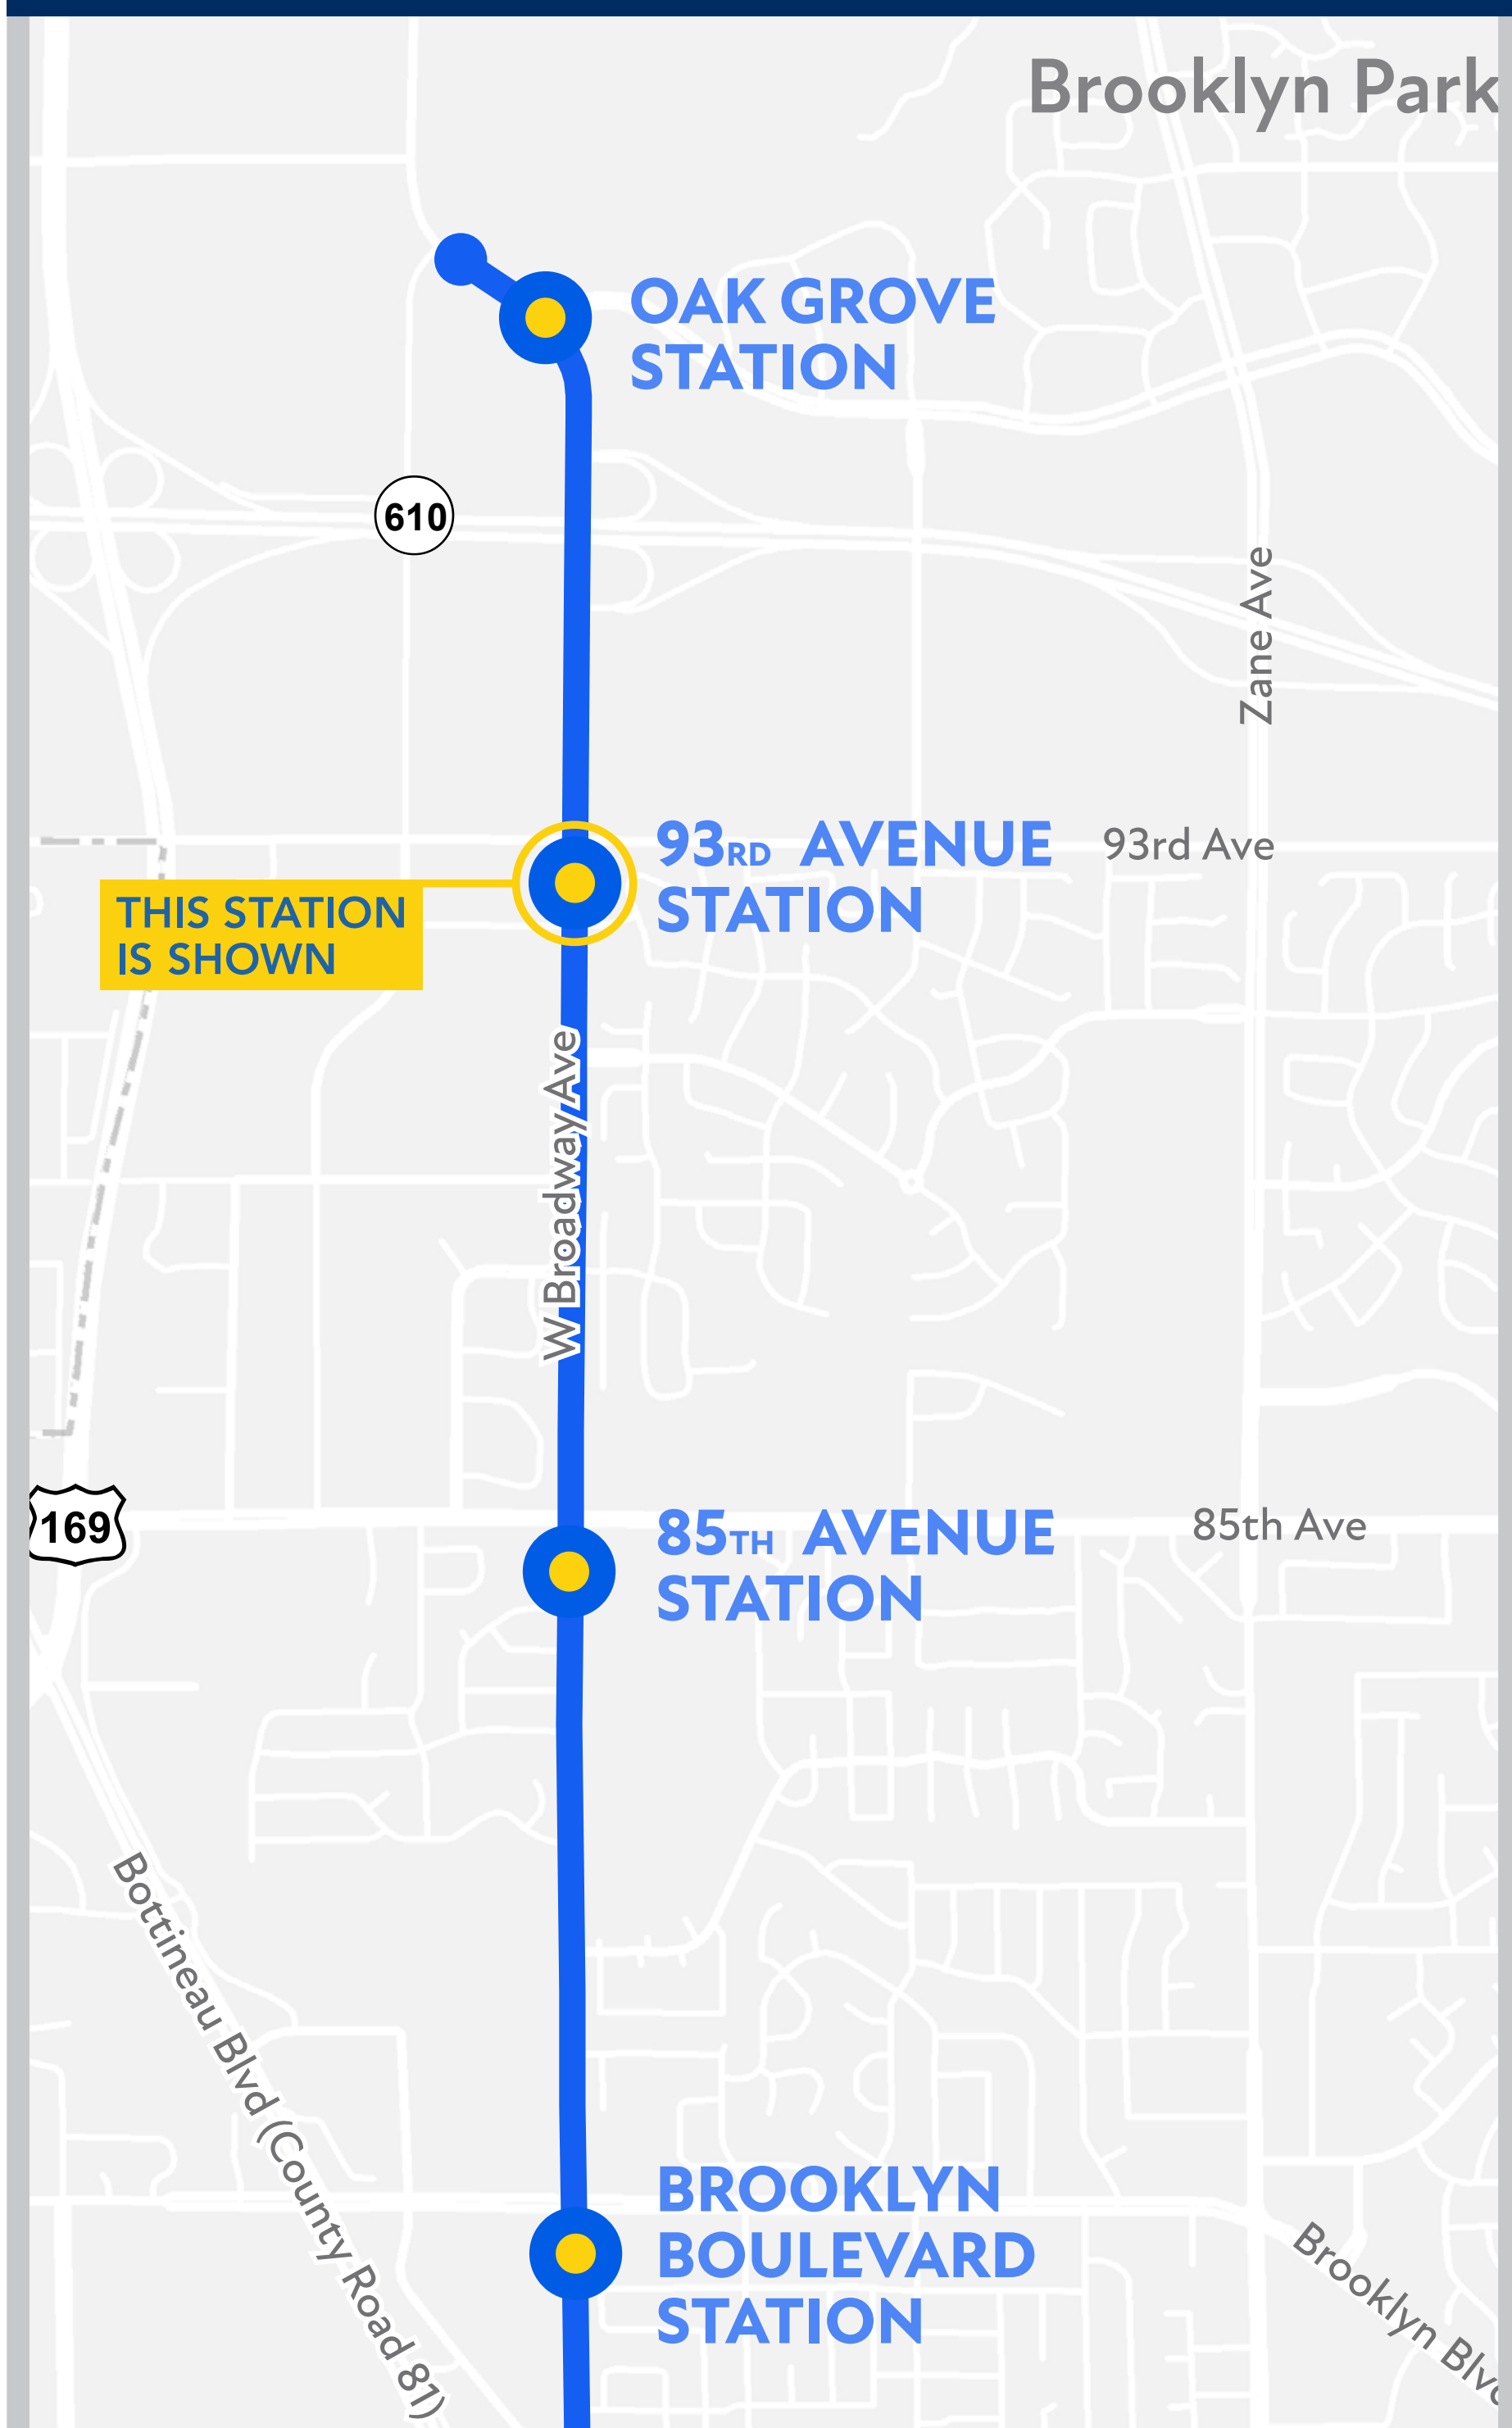 Brooklyn Park
OAK GROVE
STATION
610
Zane Ave
93RD AVENUE
STATION
93rd Ave
THIS STATION
IS SHOWN
W Broadway Ave
169
85TH AVENUE
STATION
85th Ave
Bottineau Blvd (County Road 81)
BROOKLYN
BOULEVARD
STATION
Brooklyn Blvd